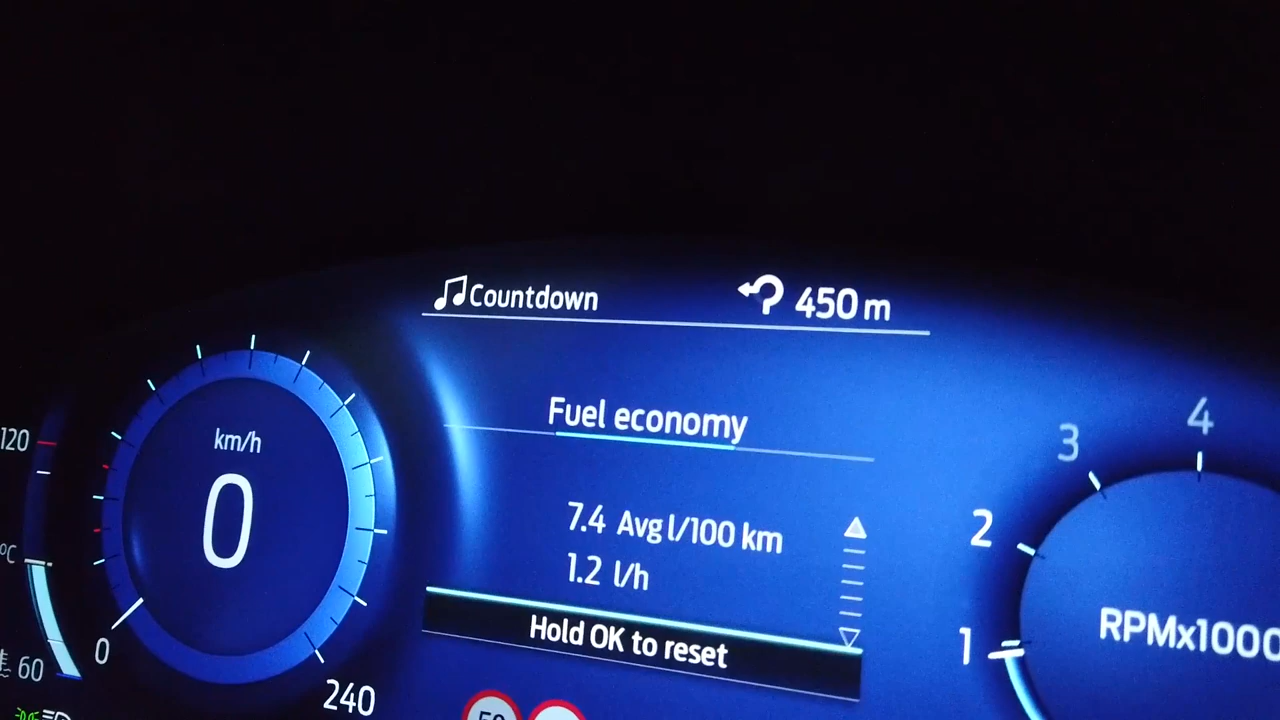 Countdown
450 m
Fuel economy
7.4 Avg l/100 km
1.2 l/h
Hold OK to reset
km/h
0
0
240
120
°C
60
1
2
3
4
RPMx1000
50